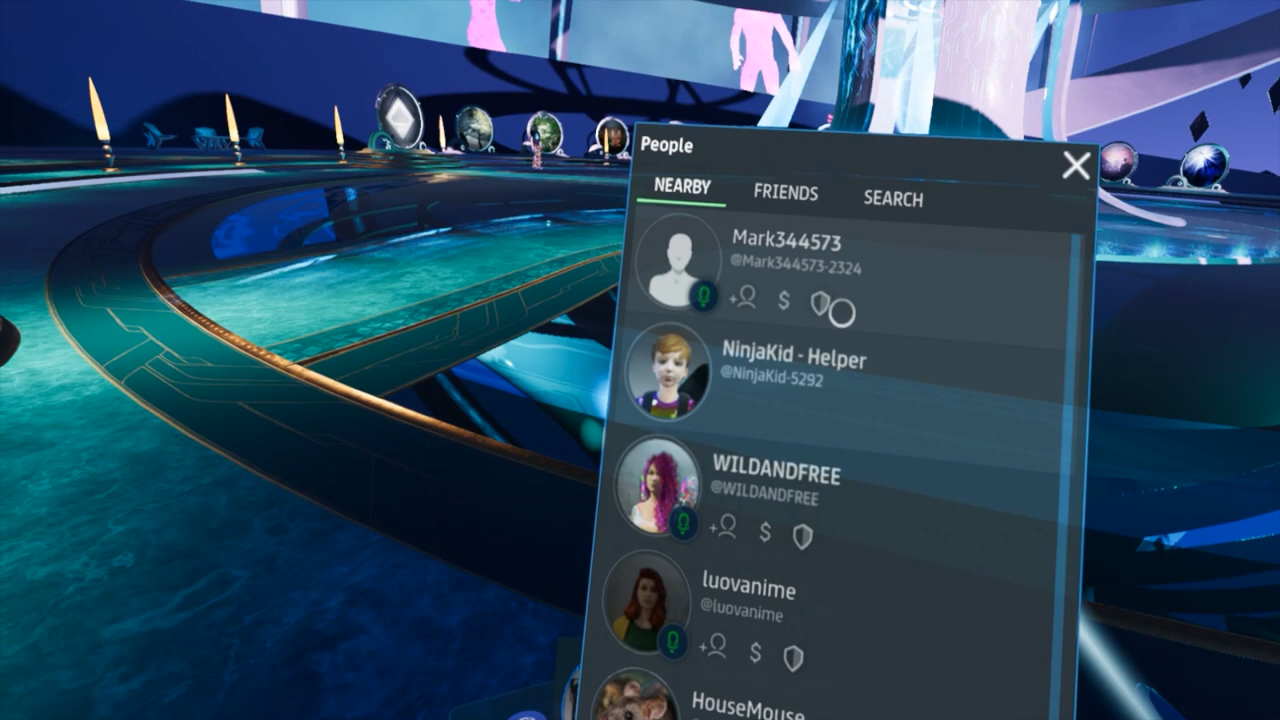 People
NEARBY
FRIENDS
SEARCH
Mark344573
@Mark344573-2324
$
NinjaKid - Helper
@NinjaKid-5292
WILDANDFREE
@WILDANDFREE
$
luovanime
@luovanime
$
HouseMouse